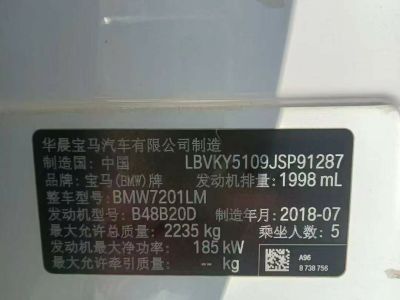 华晨宝马汽车有限公司制造
制造国：中国 LBVKY5109JSP91287
品牌：宝马(BMW)牌 发动机排量：1998 mL
整车型号：BMW7201LM
发动机型号：B48B20D 制造年月：2018-07
最大允许总质量：2235 kg 乘坐人数：5
发动机最大净功率：185 kW
最大允许牵引质量：-- kg
A96
8 738 756